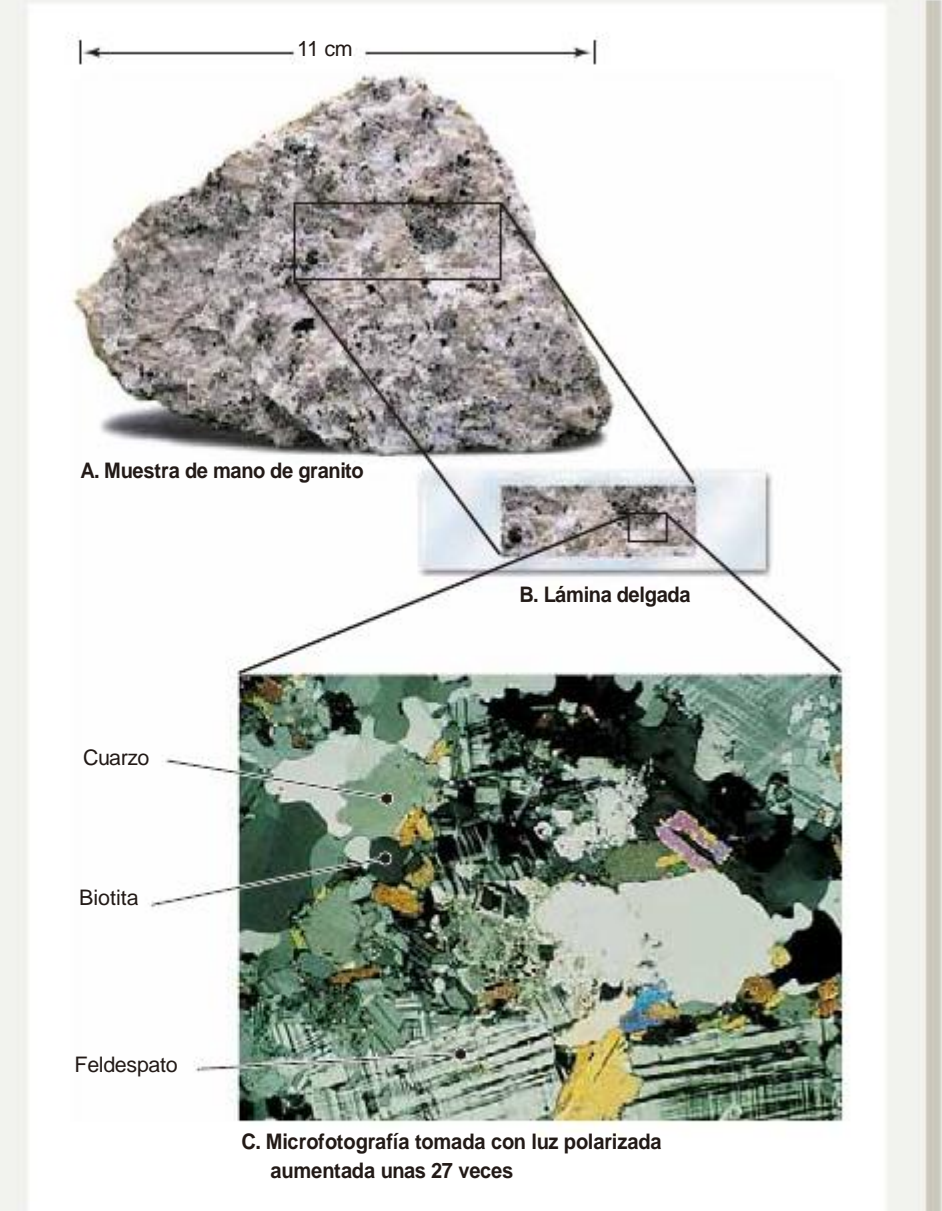 11 cm
A. Muestra de mano de granito
B. Lámina delgada
Cuarzo
Biotita
Feldespato
C. Microfotografía tomada con luz polarizada
aumentada unas 27 veces